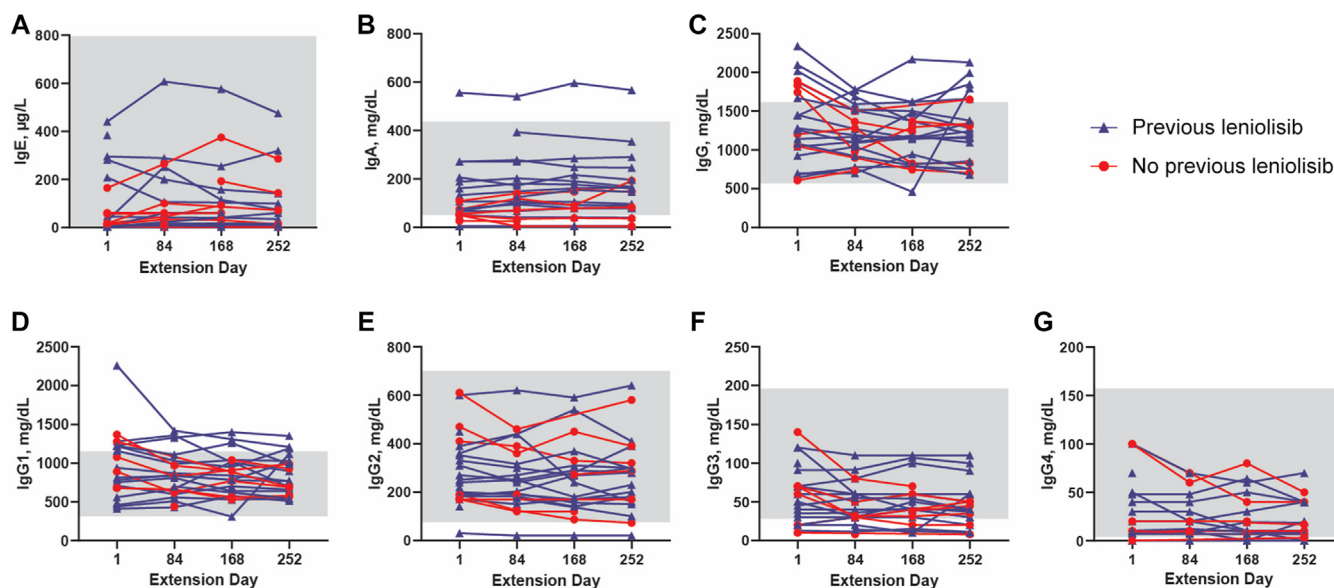 A
IgE, µg/L
800
600
400
200
0
1 84 168 252
Extension Day
B
IgA, mg/dL
800
600
400
200
0
1 84 168 252
Extension Day
C
IgG, mg/dL
2500
2000
1500
1000
500
0
1 84 168 252
Extension Day
Previous leniolisib
No previous leniolisib
D
IgG1, mg/dL
2500
2000
1500
1000
500
0
1 84 168 252
Extension Day
E
IgG2, mg/dL
800
600
400
200
0
1 84 168 252
Extension Day
F
IgG3, mg/dL
250
200
150
100
50
0
1 84 168 252
Extension Day
G
IgG4, mg/dL
200
150
100
50
0
1 84 168 252
Extension Day